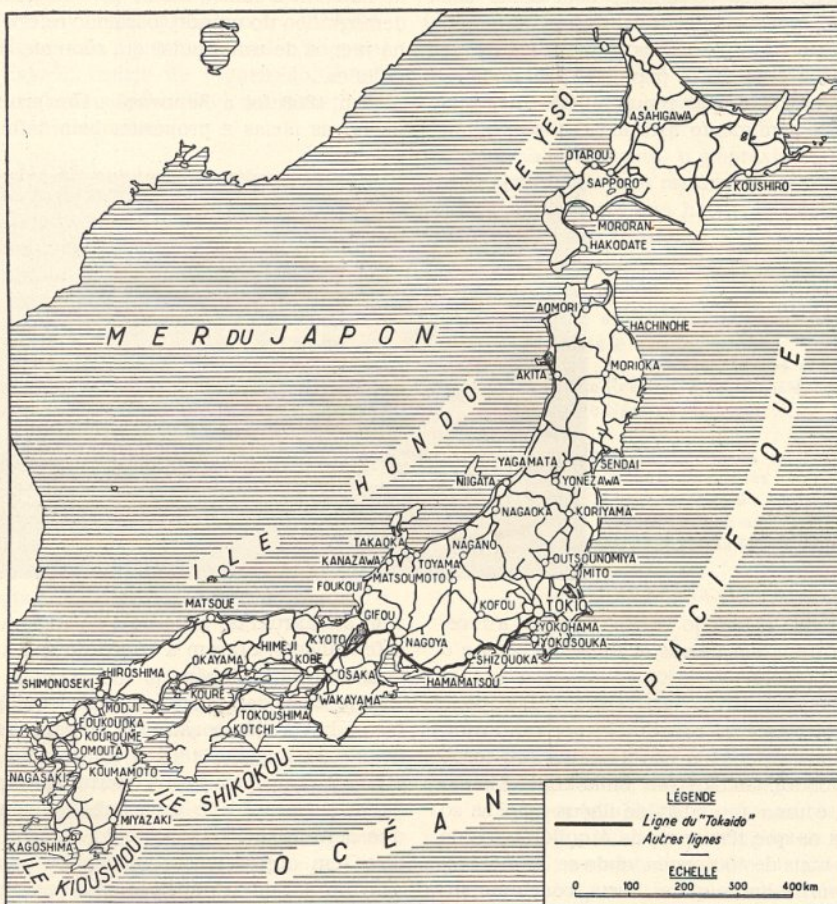 ILE YESO
ASAHIGAWA
OTAROU
SAPPORO
KOUSHIRO
MORORAN
HAKODATE
MER DU JAPON
AOMORI
HACHINOHE
AKITA
MORIOKA
ILE HONDO
YAGAMATA
SENDAI
NIIGATA
YONEZAWA
NAGAOKA
KORIYAMA
TAKAOKA
NAGANO
KANAZAWA
TOYAMA
OUTSOUNOMIYA
MATSOUMOTO
MITO
FOUKOUI
MATSOUE
GIFOU
KOFOU
TOKIO
KYOTO
YOKOHAMA
HIMEJI
NAGOYA
YOKOSOUKA
OKAYAMA
KOBÉ
SHIZOUOKA
HIROSHIMA
OSAKA
HAMAMATSOU
SHIMONOSEKI
KOURÉ
WAKAYAMA
MODJI
TOKOUSHIMA
FOUKOUOKA
KOTCHI
KOUROUME
OMOUTA
NAGASAKI
KOUMAMOTO
ILE SHIKOKOU
MIYAZAKI
KAGOSHIMA
ILE KIOUSHIOU
OCÉAN PACIFIQUE
LÉGENDE
Ligne du "Tokaido"
Autres lignes
ECHELLE
0 100 200 300 400 km